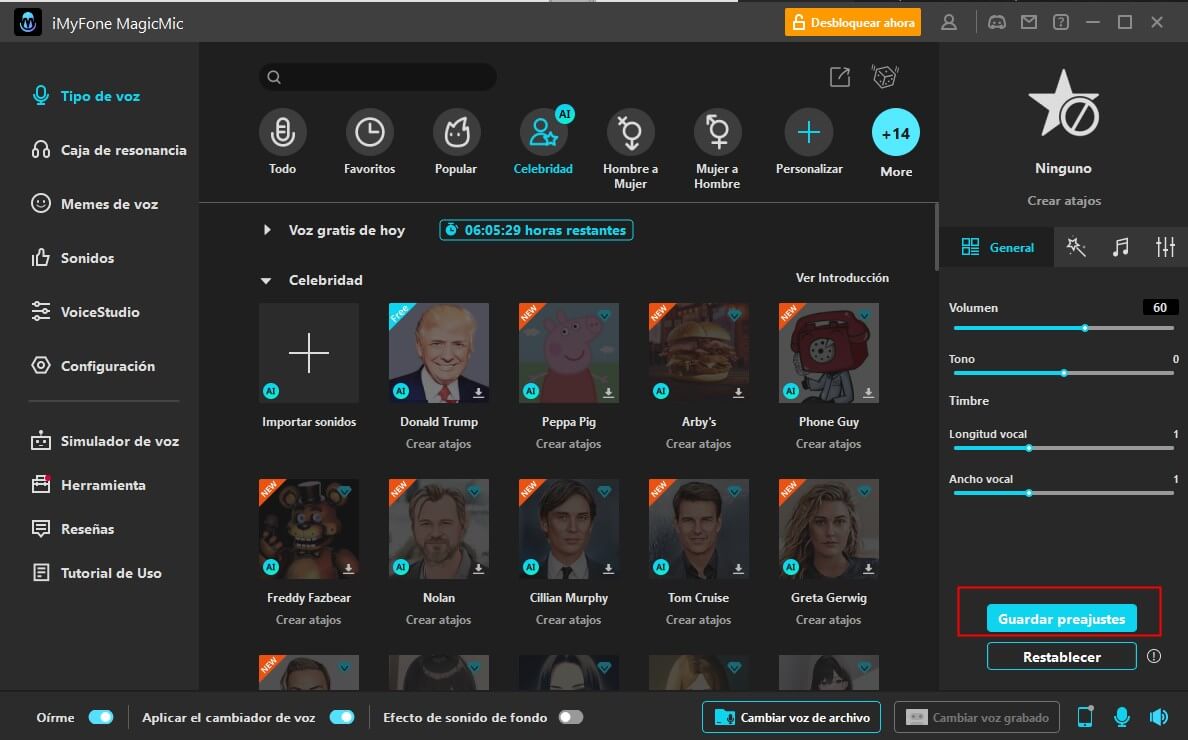 iMyFone MagicMic
Desbloquear ahora
Tipo de voz
Caja de resonancia
Memes de voz
Sonidos
VoiceStudio
Configuración
Simulador de voz
Herramienta
Reseñas
Tutorial de Uso
AI
Todo
Favoritos
Popular
Celebridad
Hombre a
Mujer
Mujer a
Hombre
Personalizar
+14
More
Voz gratis de hoy
06:05:29 horas restantes
Celebridad
Ver Introducción
AI
Importar sonidos
Free
AI
Donald Trump
Crear atajos
NEW
AI
Peppa Pig
Crear atajos
NEW
AI
Arby's
Crear atajos
NEW
AI
Phone Guy
Crear atajos
NEW
AI
Freddy Fazbear
Crear atajos
NEW
AI
Nolan
Crear atajos
NEW
AI
Cillian Murphy
Crear atajos
NEW
AI
Tom Cruise
Crear atajos
NEW
AI
Greta Gerwig
Crear atajos
NEW
Ninguno
Crear atajos
General
Volumen
60
Tono
0
Timbre
Longitud vocal
1
Ancho vocal
1
Guardar preajustes
Restablecer
Oírme
Aplicar el cambiador de voz
Efecto de sonido de fondo
Cambiar voz de archivo
Cambiar voz grabado